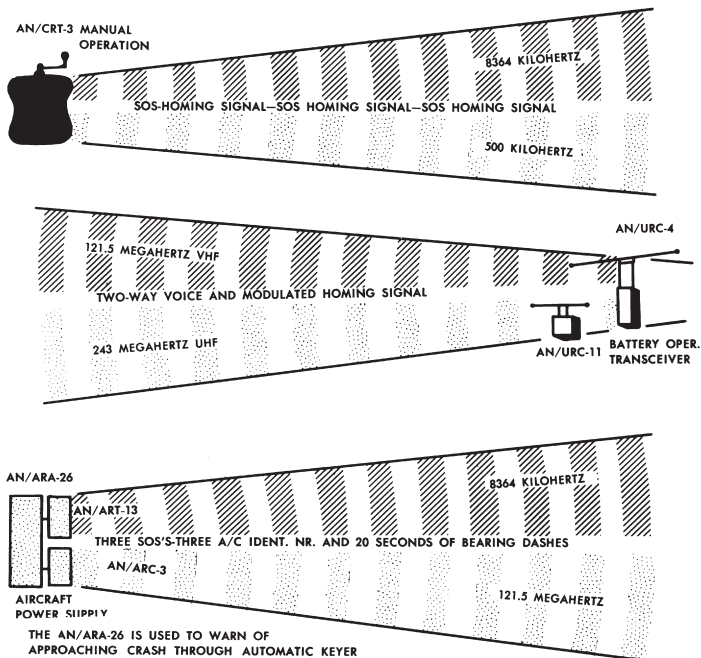 AN/CRT-3 MANUAL
OPERATION
8364 KILOHERTZ
SOS-HOMING SIGNAL—SOS HOMING SIGNAL—SOS HOMING SIGNAL
500 KILOHERTZ
AN/URC-4
121.5 MEGAHERTZ VHF
TWO-WAY VOICE AND MODULATED HOMING SIGNAL
243 MEGAHERTZ UHF
AN/URC-11
BATTERY OPER.
TRANSCEIVER
AN/ARA-26
8364 KILOHERTZ
AN/ART-13
THREE SOS'S-THREE A/C IDENT. NR. AND 20 SECONDS OF BEARING DASHES
AN/ARC-3
121.5 MEGAHERTZ
AIRCRAFT
POWER SUPPLY
THE AN/ARA-26 IS USED TO WARN OF
APPROACHING CRASH THROUGH AUTOMATIC KEYER